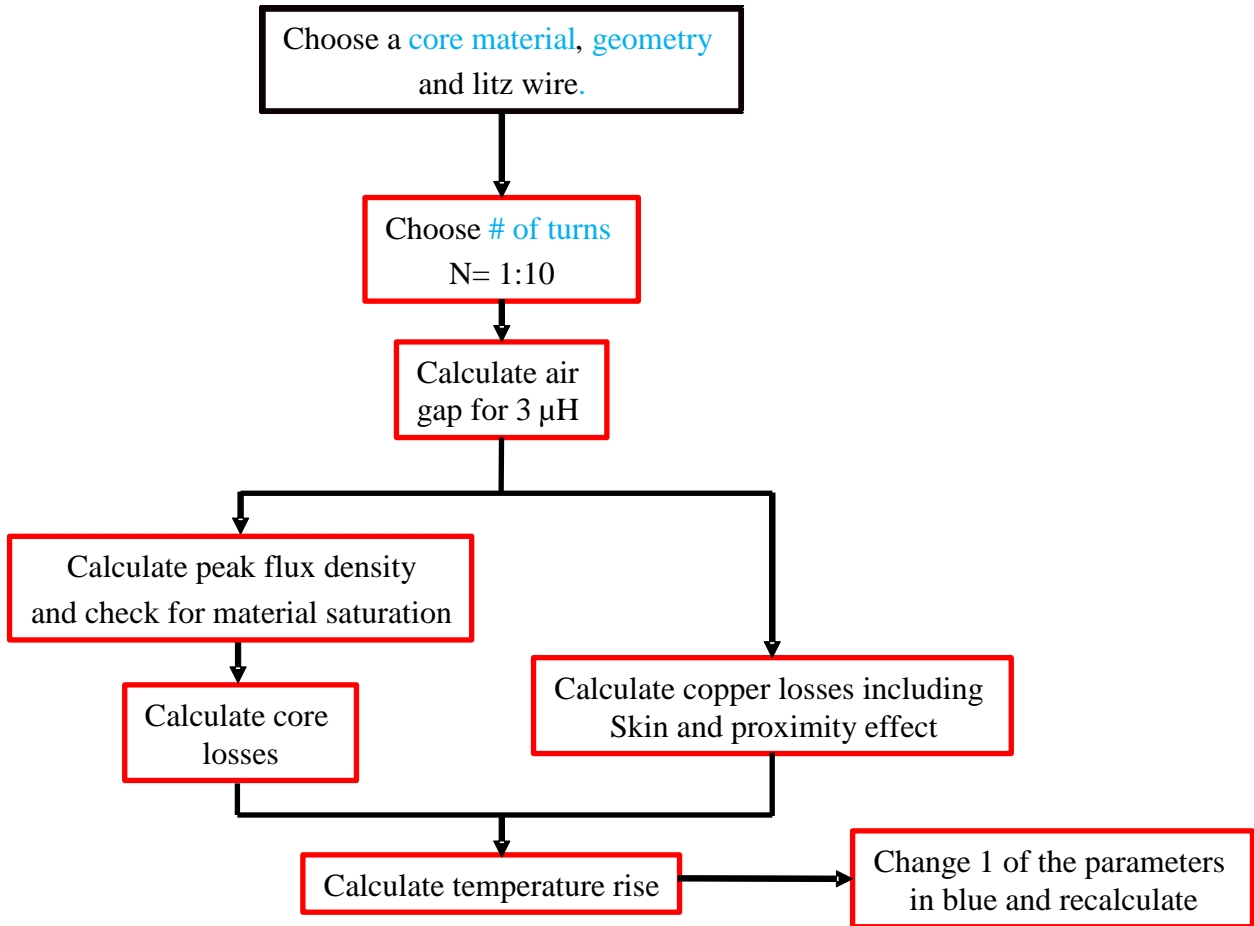 Choose a core material, geometry
and litz wire.
Choose # of turns
N= 1:10
Calculate air
gap for 3 µH
Calculate peak flux density
and check for material saturation
Calculate core
losses
Calculate copper losses including
Skin and proximity effect
Calculate temperature rise
Change 1 of the parameters
in blue and recalculate